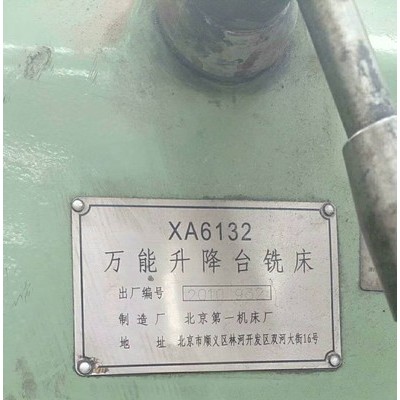 XA6132
万能升降台铣床
出厂编号
制造厂 北京第一机床厂
地址 北京市顺义区林河开发区双河大街16号